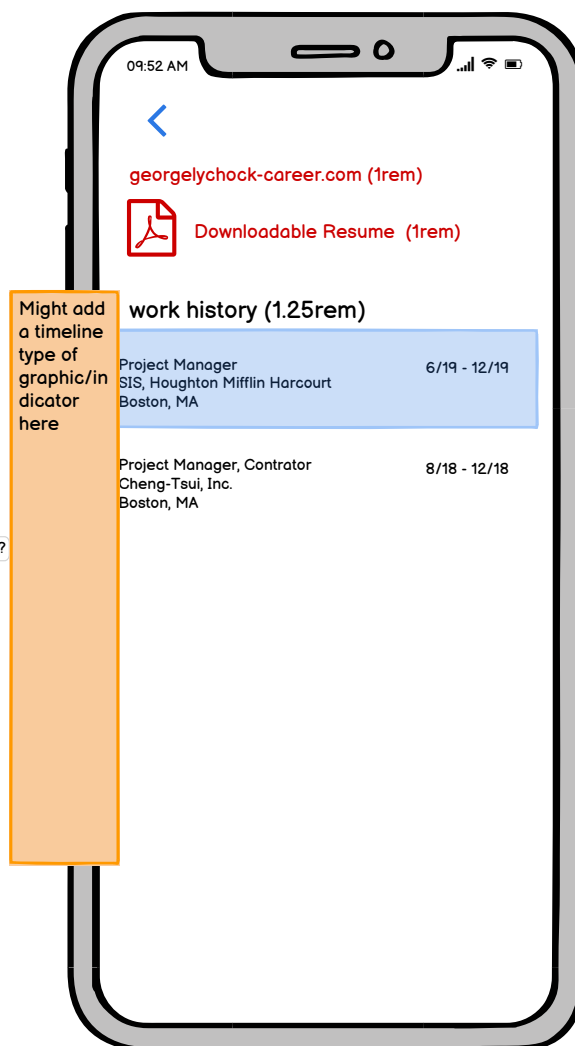 09:52 AM
georgelychock-career.com (1rem)
Downloadable Resume (1rem)
Might add
a timeline
type of
graphic/in
dicator
here
work history (1.25rem)
Project Manager
6/19 - 12/19
SIS, Houghton Mifflin Harcourt
Boston, MA
Project Manager, Contrator
8/18 - 12/18
Cheng-Tsui, Inc.
Boston, MA
?